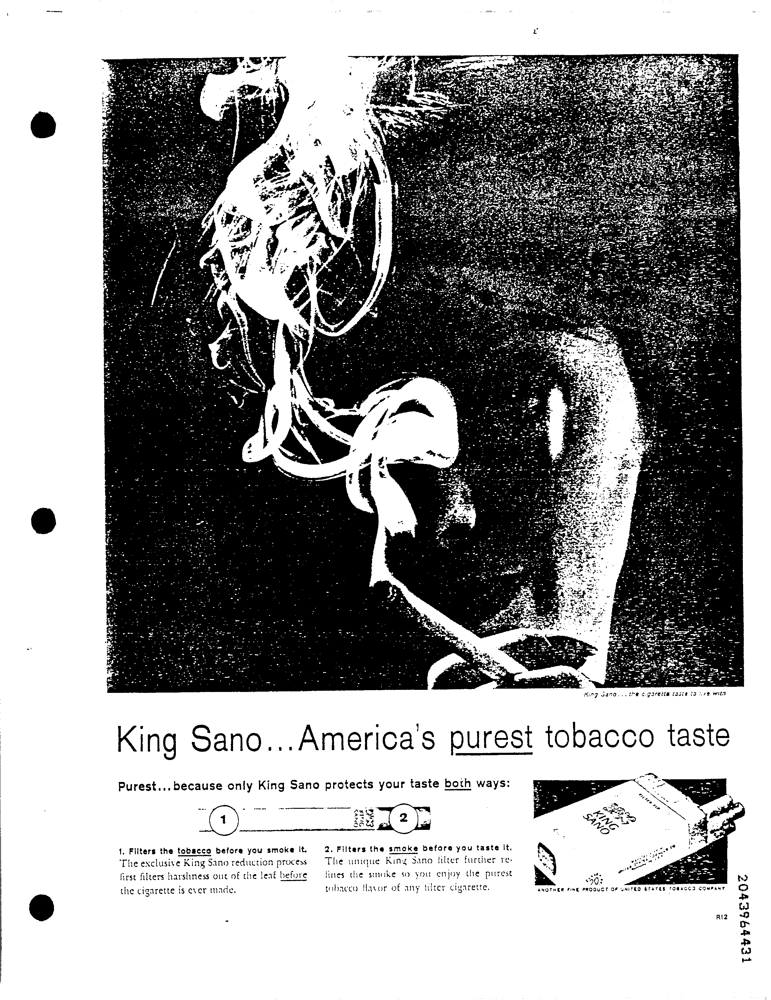 King Sano...the cigarette taste to live with
King Sano...America's purest tobacco taste
Purest...because only King Sano protects your taste both ways:
1
2
1. Filters the tobacco before you smoke it.
The exclusive King Sano reduction process
first filters harshness out of the leaf before
the cigarette is ever made.
2. Filters the smoke before you taste it.
The unique King Sano filter further re-
fines the smoke so you enjoy the purest
tobacco flavor of any filter cigarette.
FILTER TIP
KING
SANO
ANOTHER FINE PRODUCT OF UNITED STATES TOBACCO COMPANY
R12
2043964431